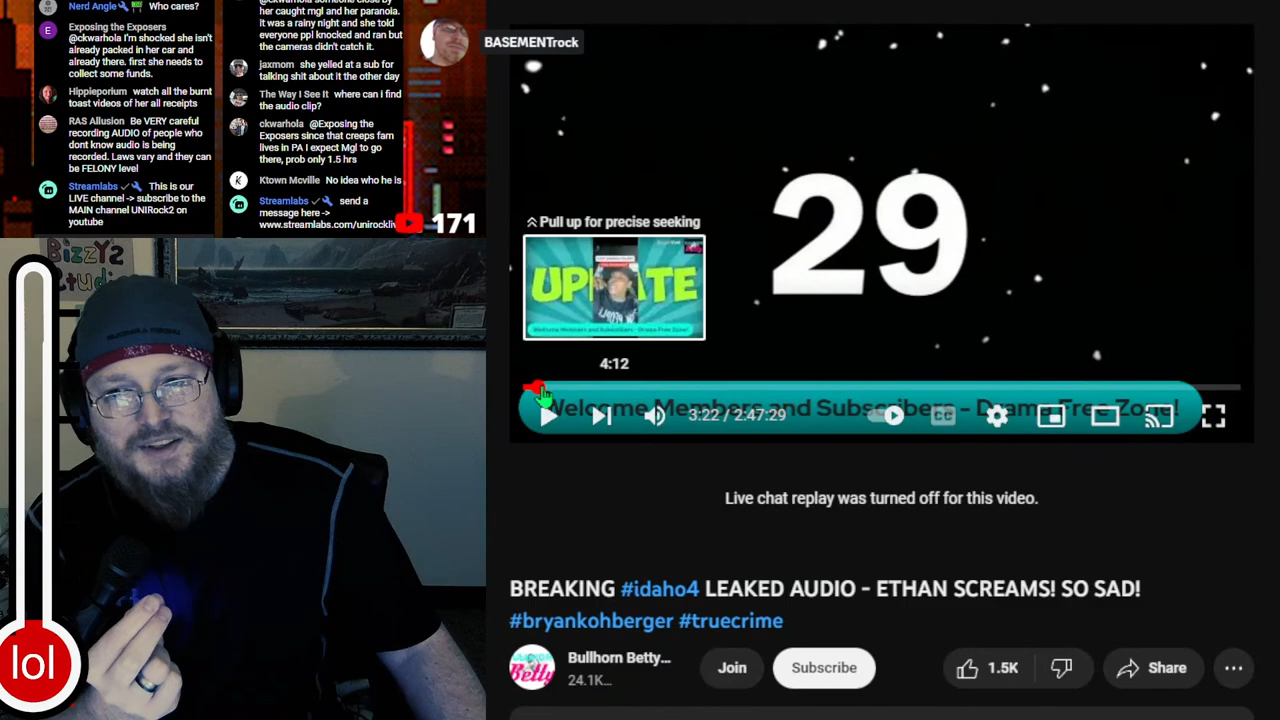 Nerd Angle Who cares?
Exposing the Exposers
@ckwarhola I'm shocked she isn't
already packed in her car and
already there. first she needs to
collect some funds.
Hippieporium watch all the burnt
toast videos of her all receipts
RAS Allusion Be VERY careful
recording AUDIO of people who
dont know audio is being
recorded. Laws vary and they can
be FELONY level
Streamlabs This is our
LIVE channel -> subscribe to the
MAIN channel UNIRock2 on
youtube
her caught mgl and her paranoia.
it was a rainy night and she told
everyone ppl knocked and ran but
the cameras didn't catch it.
jaxmom she yelled at a sub for
talking shit about it the other day
The Way I See It where can i find
the audio clip?
ckwarhola @Exposing the
Exposers since that creeps fam
lives in PA I expect Mgl to go
there, prob only 1.5 hrs
Ktown Mcville No idea who he is
Streamlabs send a
message here ->
www.streamlabs.com/unirockliv
171
BASEMENTrock
BizzY's
lol
29
Pull up for precise seeking
UPDATE
Welcome Members and Subscribers - Drama Free Zone!
4:12
Welcome Members and Subscribers - Drama Free Zone!
3:22 / 2:47:29
Live chat replay was turned off for this video.
BREAKING #idaho4 LEAKED AUDIO - ETHAN SCREAMS! SO SAD!
#bryankohberger #truecrime
Betty
Bullhorn Betty...
24.1K...
Join
Subscribe
1.5K
Share